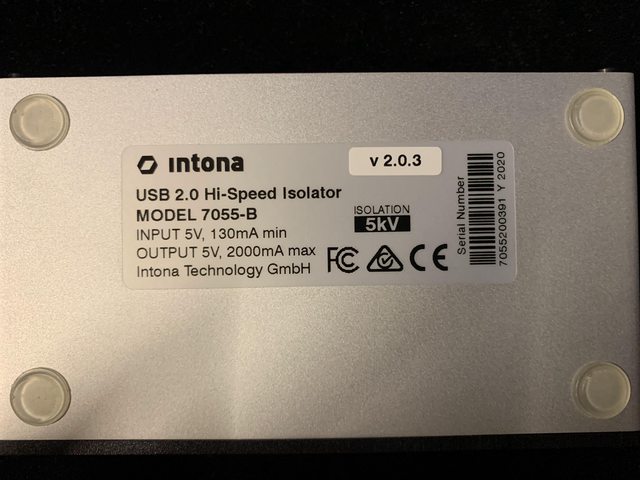 intona
v 2.0.3
USB 2.0 Hi-Speed Isolator
MODEL 7055-B
INPUT 5V, 130mA min
OUTPUT 5V, 2000mA max
Intona Technology GmbH
ISOLATION
5kV
FC CE
Serial Number
7055200391 Y 2020